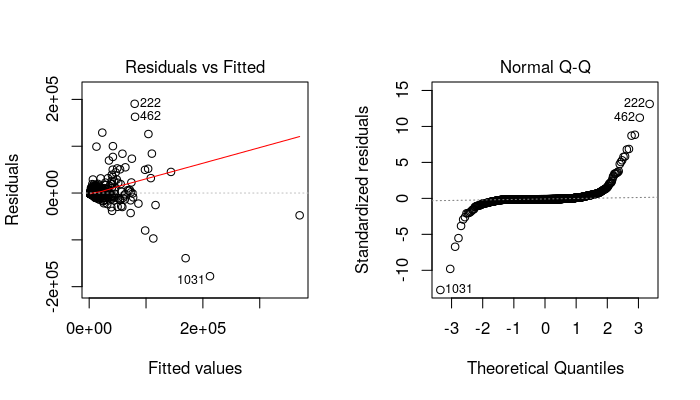 Residuals vs Fitted
Residuals
2e+05
0e+00
-2e+05
222
462
1031
0e+00 2e+05
Fitted values
Normal Q-Q
Standardized residuals
15
10
5
0
-5
-10
222
462
1031
-3 -2 -1 0 1 2 3
Theoretical Quantiles